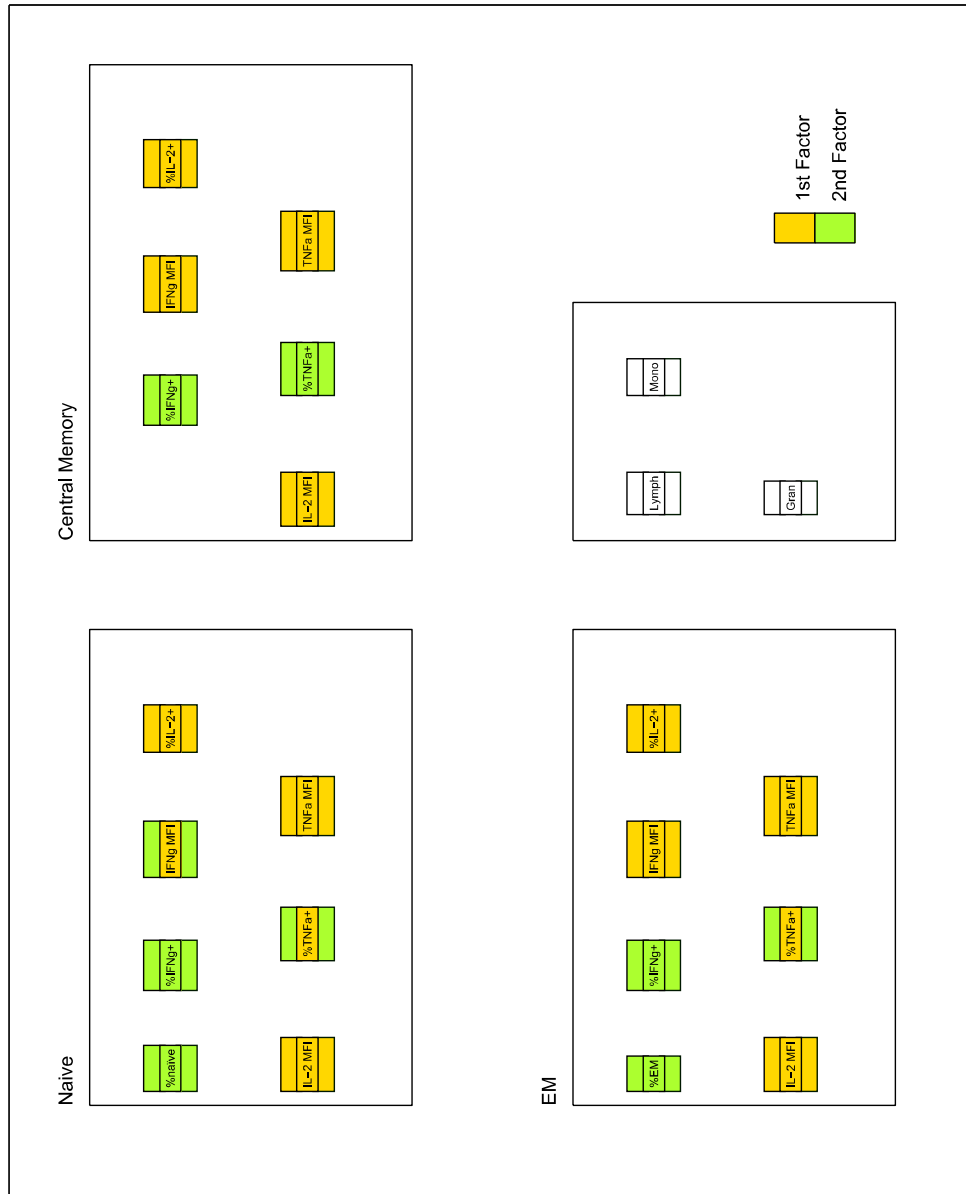 Naive
%naïve
%IFNg+
IFNg MFI
%IL−2+
IL−2 MFI
%TNFa+
TNFa MFI
Central Memory
%IFNg+
IFNg MFI
%IL−2+
IL−2 MFI
%TNFa+
TNFa MFI
EM
%EM
%IFNg+
IFNg MFI
%IL−2+
IL−2 MFI
%TNFa+
TNFa MFI
Lymph
Mono
Gran
1st Factor
2nd Factor